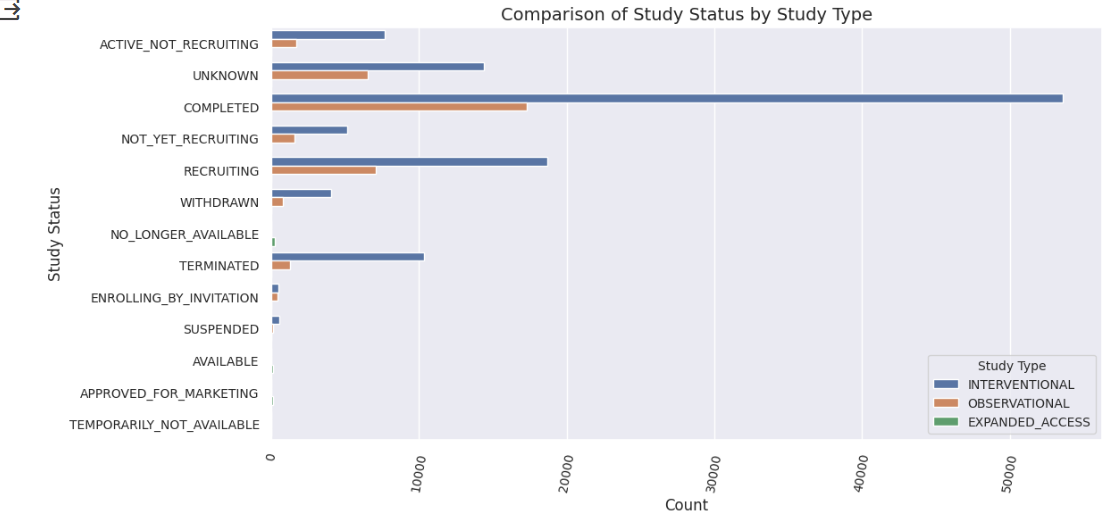 Comparison of Study Status by Study Type
Study Status
ACTIVE_NOT_RECRUITING
UNKNOWN
COMPLETED
NOT_YET_RECRUITING
RECRUITING
WITHDRAWN
NO_LONGER_AVAILABLE
TERMINATED
ENROLLING_BY_INVITATION
SUSPENDED
AVAILABLE
APPROVED_FOR_MARKETING
TEMPORARILY_NOT_AVAILABLE
Study Type
INTERVENTIONAL
OBSERVATIONAL
EXPANDED_ACCESS
0 10000 20000 30000 40000 50000
Count